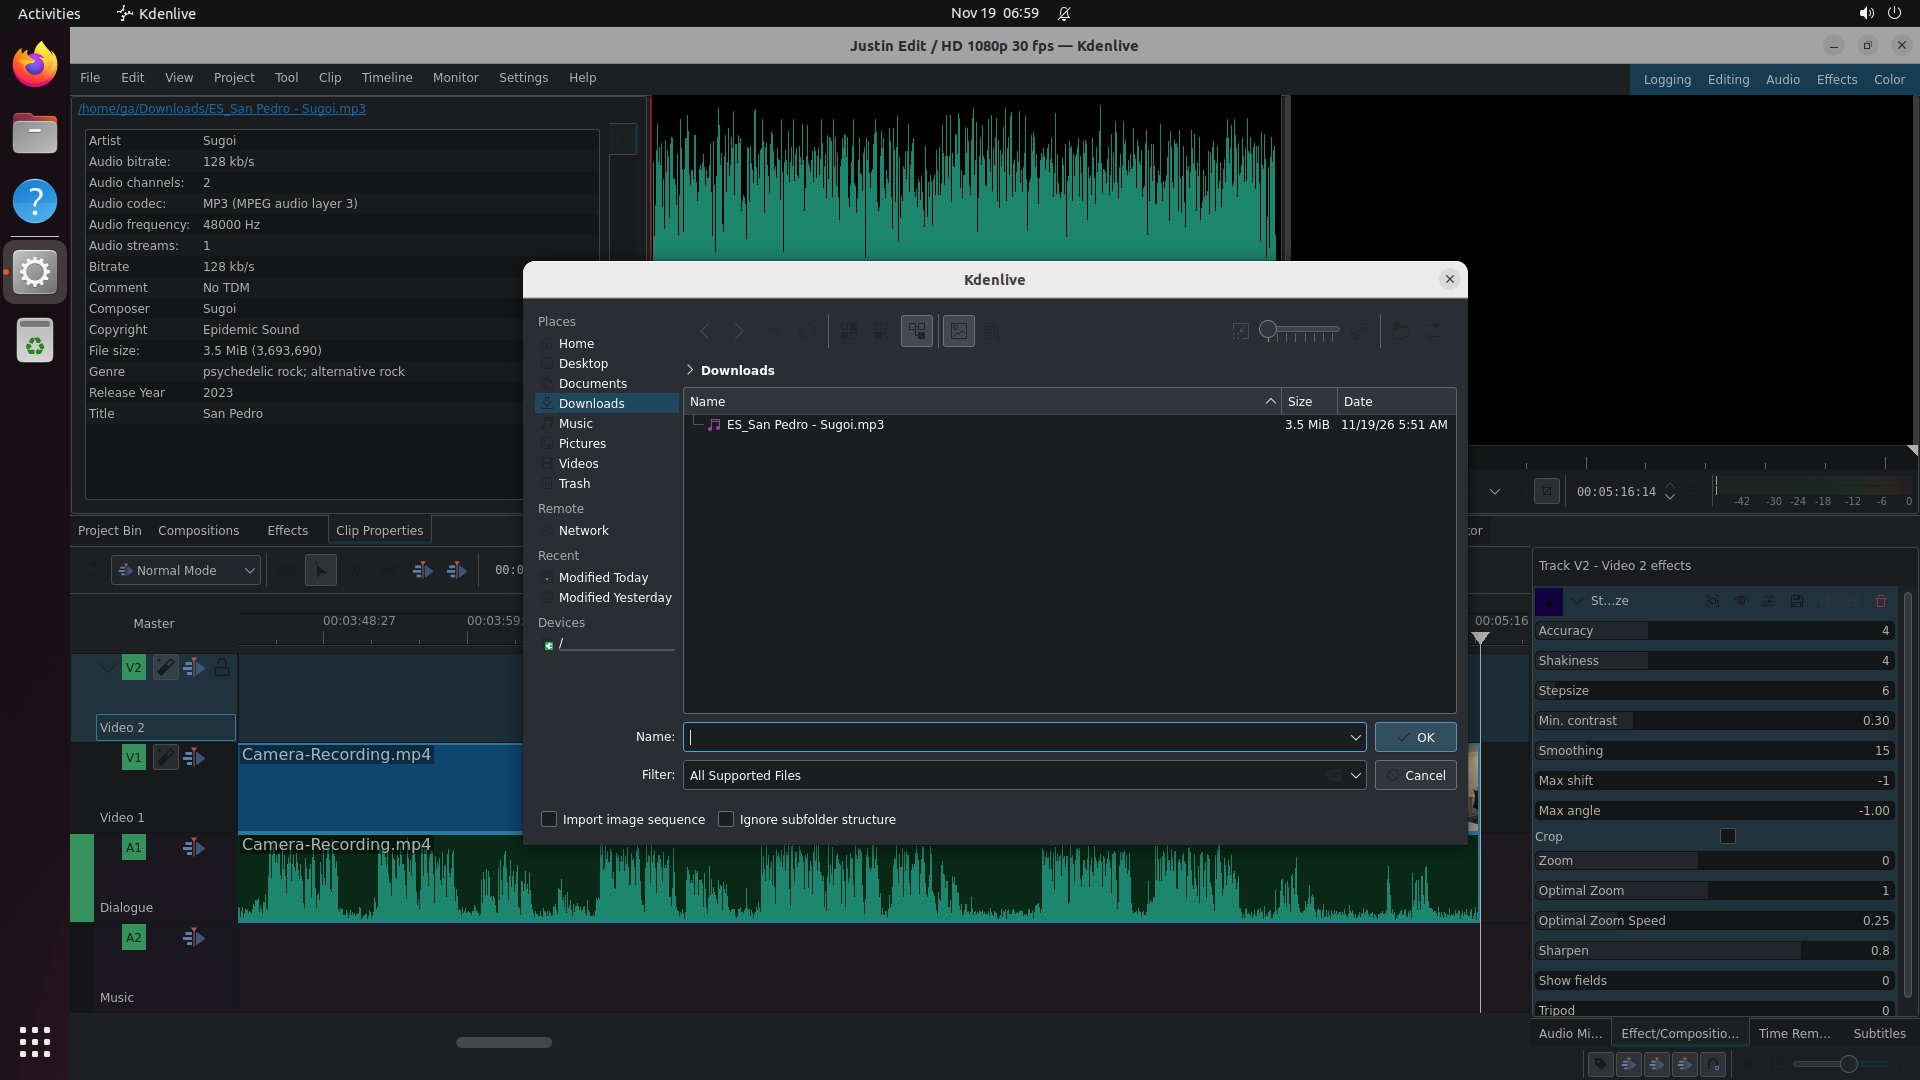 Activities
Kdenlive
Nov 19 06:59
Justin Edit / HD 1080p 30 fps — Kdenlive
File Edit View Project Tool Clip Timeline Monitor Settings Help
Logging Editing Audio Effects Color
/home/ga/Downloads/ES_San Pedro - Sugoi.mp3
Artist Sugoi
Audio bitrate: 128 kb/s
Audio channels: 2
Audio codec: MP3 (MPEG audio layer 3)
Audio frequency: 48000 Hz
Audio streams: 1
Bitrate 128 kb/s
Comment No TDM
Composer Sugoi
Copyright Epidemic Sound
File size: 3.5 MiB (3,693,690)
Genre psychedelic rock; alternative rock
Release Year 2023
Title San Pedro
Project Bin Compositions Effects Clip Properties
Kdenlive
Places
Home
Desktop
Documents
Downloads
Music
Pictures
Videos
Trash
Remote
Network
Recent
Modified Today
Modified Yesterday
Devices
/
Downloads
Name Size Date
ES_San Pedro - Sugoi.mp3 3.5 MiB 11/19/26 5:51 AM
Name: OK
Filter: All Supported Files Cancel
Import image sequence Ignore subfolder structure
00:05:16:14
-42 -30 -24 -18 -12 -6 0
tor
Normal Mode
00:0
Master
00:03:48:27 00:03:59: 00:05:16
V2
Video 2
V1 Camera-Recording.mp4
Video 1
A1 Camera-Recording.mp4
Dialogue
A2
Music
Track V2 - Video 2 effects
v St...ze
Accuracy 4
Shakiness 4
Stepsize 6
Min. contrast 0.30
Smoothing 15
Max shift -1
Max angle -1.00
Crop
Zoom 0
Optimal Zoom 1
Optimal Zoom Speed 0.25
Sharpen 0.8
Show fields 0
Tripod 0
Audio Mi... Effect/Compositio... Time Rem... Subtitles